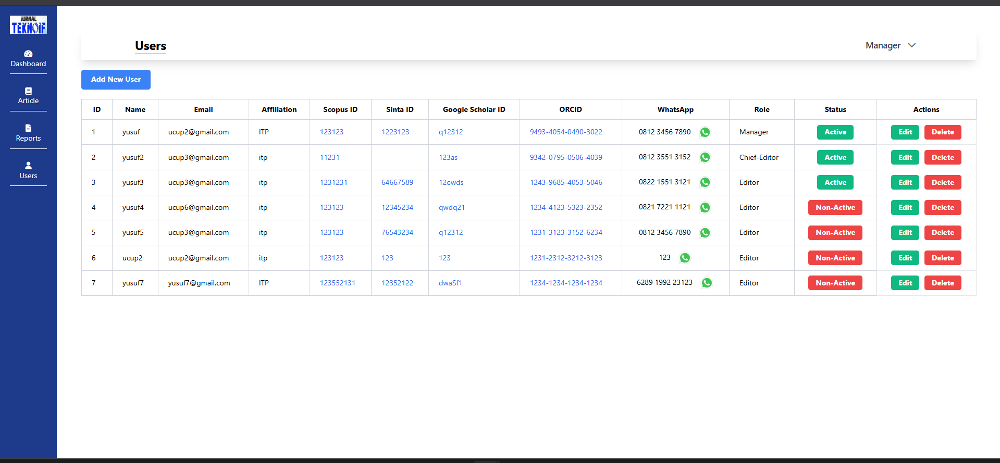 JURNAL
TEKNOIF
Dashboard
Article
Reports
Users
Users
Manager
Add New User
ID Name Email Affiliation Scopus ID Sinta ID Google Scholar ID ORCID WhatsApp Role Status Actions
1 yusuf ucup2@gmail.com ITP 123123 1223123 q12312 9493-4054-0490-3022 0812 3456 7890 Manager Active Edit Delete
2 yusuf2 ucup3@gmail.com itp 11231 123as 9342-0795-0506-4039 0812 3551 3152 Chief-Editor Active Edit Delete
3 yusuf3 ucup3@gmail.com itp 1231231 64667589 12ewds 1243-9685-4053-5046 0822 1551 3121 Editor Active Edit Delete
4 yusuf4 ucup6@gmail.com itp 123123 12345234 qwdq21 1234-4123-5323-2352 0821 7221 1121 Editor Non-Active Edit Delete
5 yusuf5 ucup3@gmail.com itp 123123 76543234 q12312 1231-3123-3152-6234 0812 3456 7890 Editor Non-Active Edit Delete
6 ucup2 ucup2@gmail.com itp 123123 123 123 1231-2312-3212-3123 123 Editor Non-Active Edit Delete
7 yusuf7 yusuf7@gmail.com ITP 123552131 12352122 dwaSf1 1234-1234-1234-1234 6289 1992 23123 Editor Non-Active Edit Delete